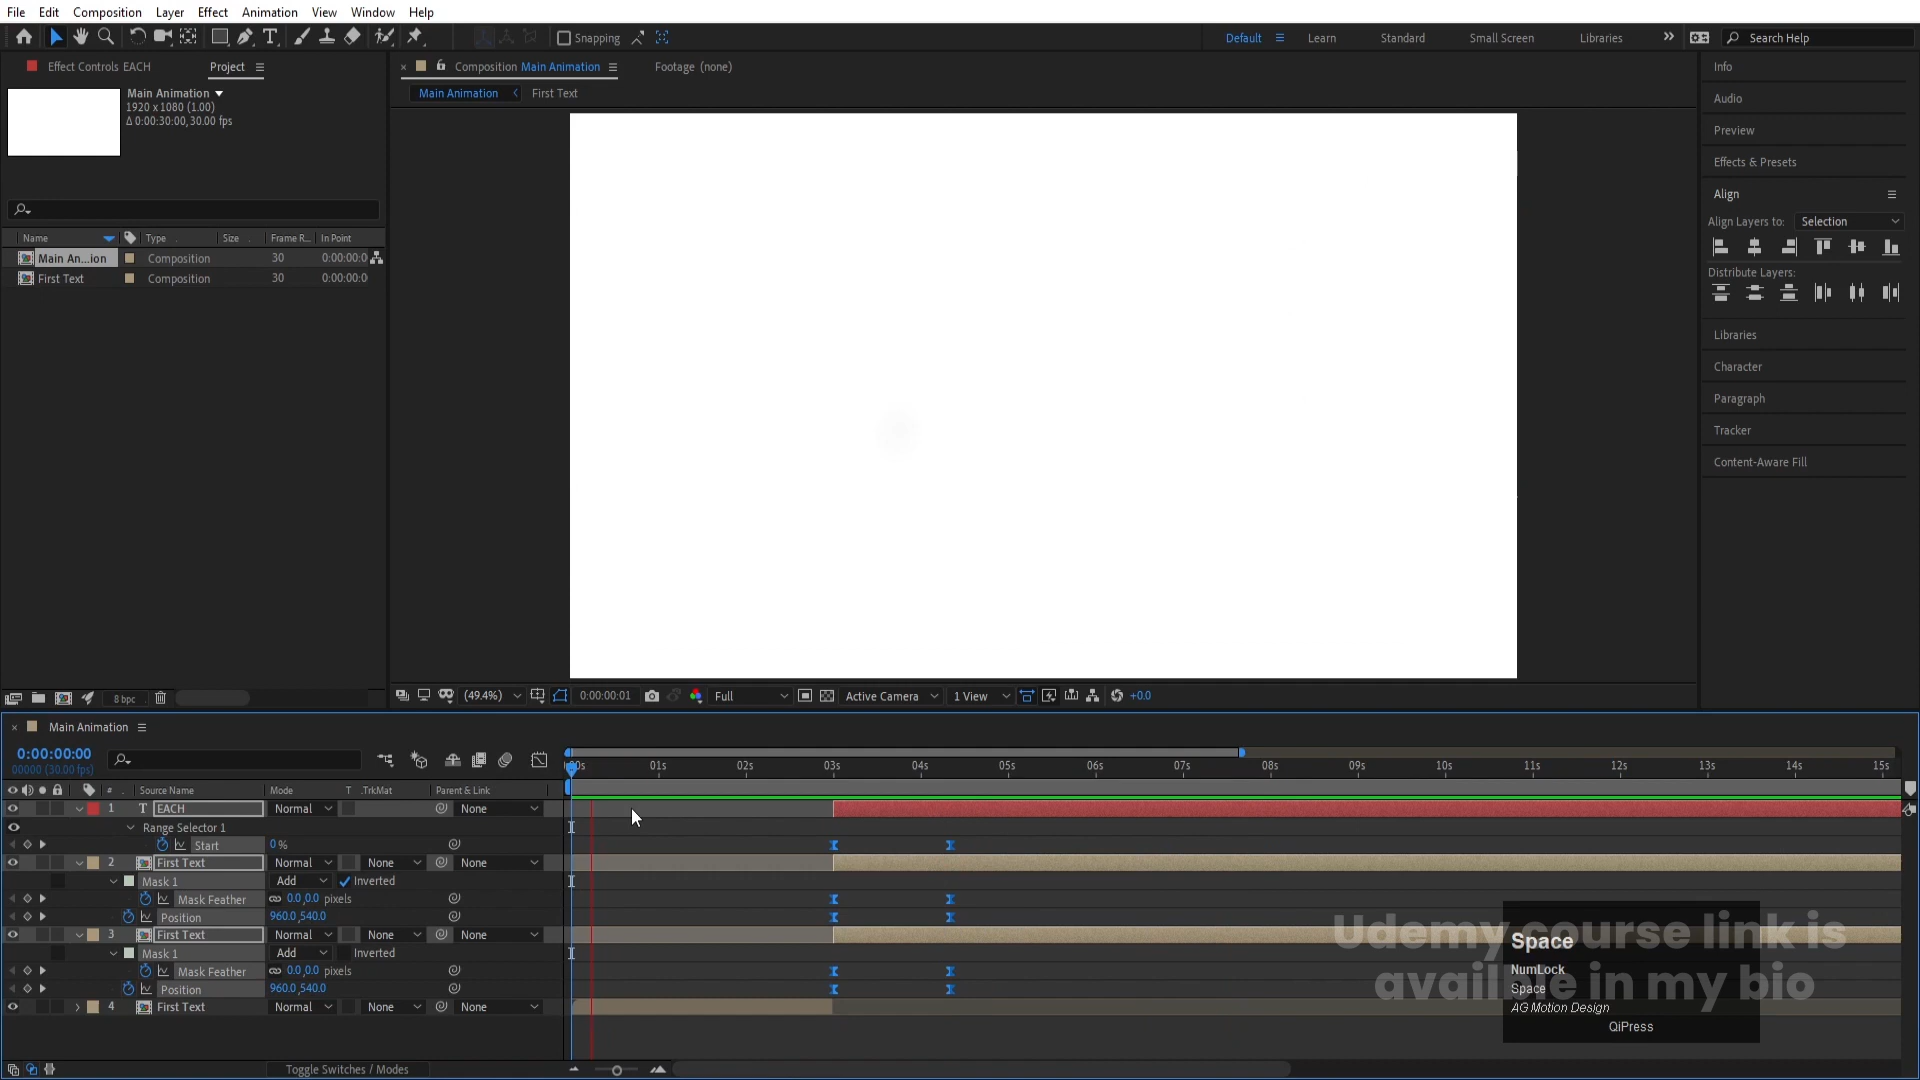 File Edit Composition Layer Effect Animation View Window Help
Snapping
Default Learn Standard Small Screen Libraries Search Help
Effect Controls EACH Project
Composition Main Animation Footage (none)
Main Animation First Text
Main Animation
1920 x 1080 (1.00)
Δ 0:00:30:00, 30.00 fps
Name Type Size Frame R... In Point
Main An...ion Composition 30 0:00:00:0
First Text Composition 30 0:00:00:0
8 bpc
(49.4%) 0:00:00:01 Full Active Camera 1 View +0.0
Info
Audio
Preview
Effects & Presets
Align
Align Layers to: Selection
Distribute Layers:
Libraries
Character
Paragraph
Tracker
Content-Aware Fill
Main Animation
0:00:00:00
00000 (30.00 fps)
01s 02s 03s 04s 05s 06s 07s 08s 09s 10s 11s 12s 13s 14s 15s
# Source Name Mode T .TrkMat Parent & Link
1 T EACH Normal None
Range Selector 1
Start 0 %
2 First Text Normal None None
Mask 1 Add Inverted
Mask Feather 0.0,0.0 pixels
Position 960.0,540.0
3 First Text Normal None None
Mask 1 Add Inverted
Mask Feather 0.0,0.0 pixels
Position 960.0,540.0
4 First Text Normal None None
Toggle Switches / Modes
Udemy course link is
availble in my bio
Space
NumLock
Space
AG Motion Design
QiPress